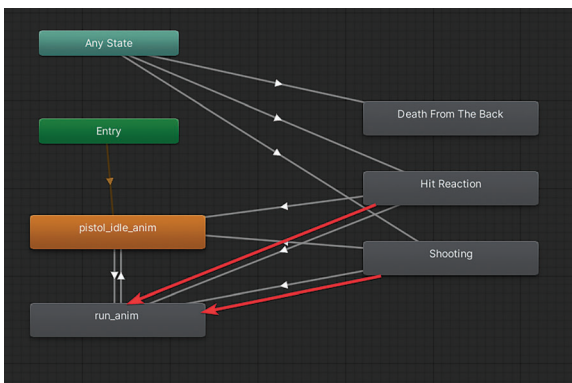 Any State
Death From The Back
Entry
Hit Reaction
pistol_idle_anim
Shooting
run_anim